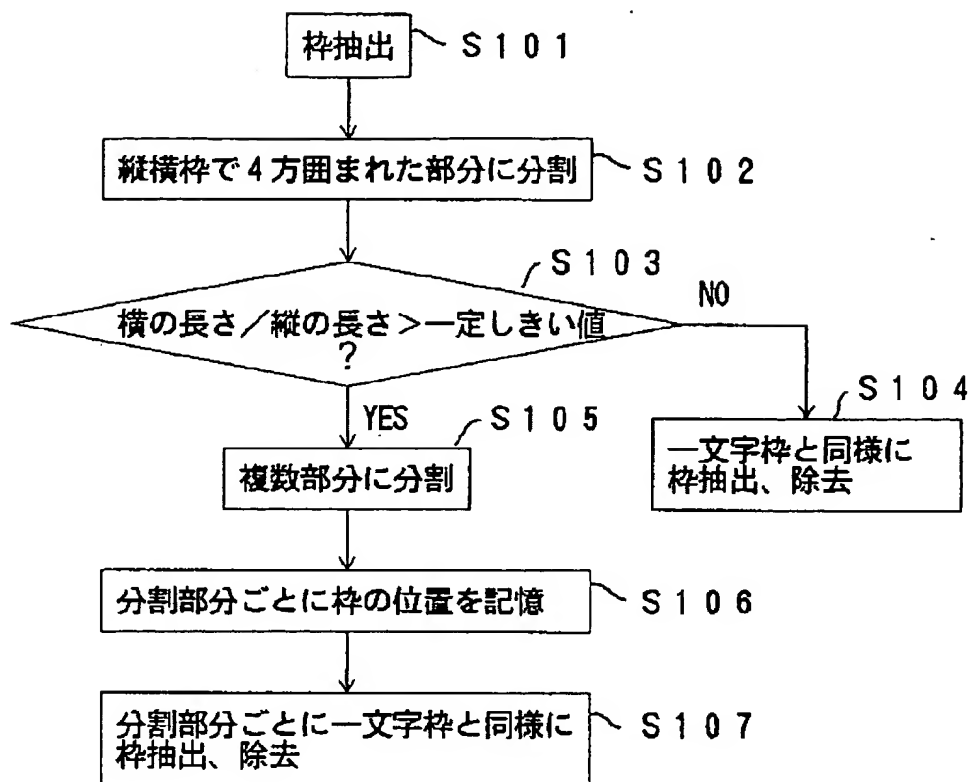 枠抽出 S101
縦横枠で4方囲まれた部分に分割 S102
S103
横の長さ/縦の長さ>一定しきい値
?
NO
YES
S104
一文字枠と同様に
枠抽出、除去
S105
複数部分に分割
分割部分ごとに枠の位置を記憶 S106
分割部分ごとに一文字枠と同様に
枠抽出、除去
S107